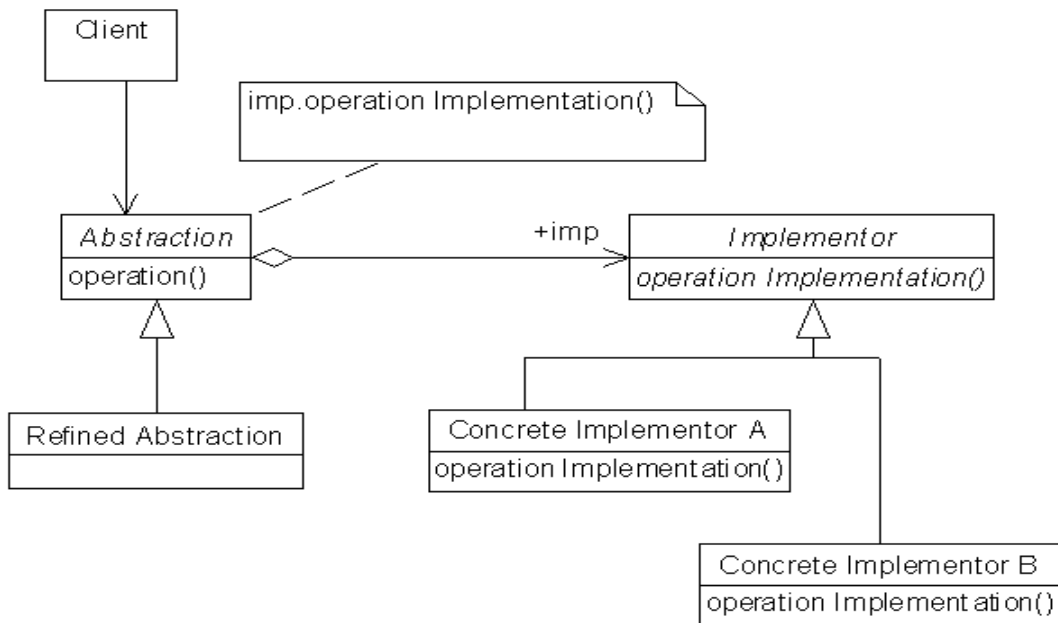 Client
imp.operation Implementation()
Abstraction
operation()
+imp
Implementor
operation Implementation()
Refined Abstraction
Concrete Implementor A
operation Implementation()
Concrete Implementor B
operation Implementation()